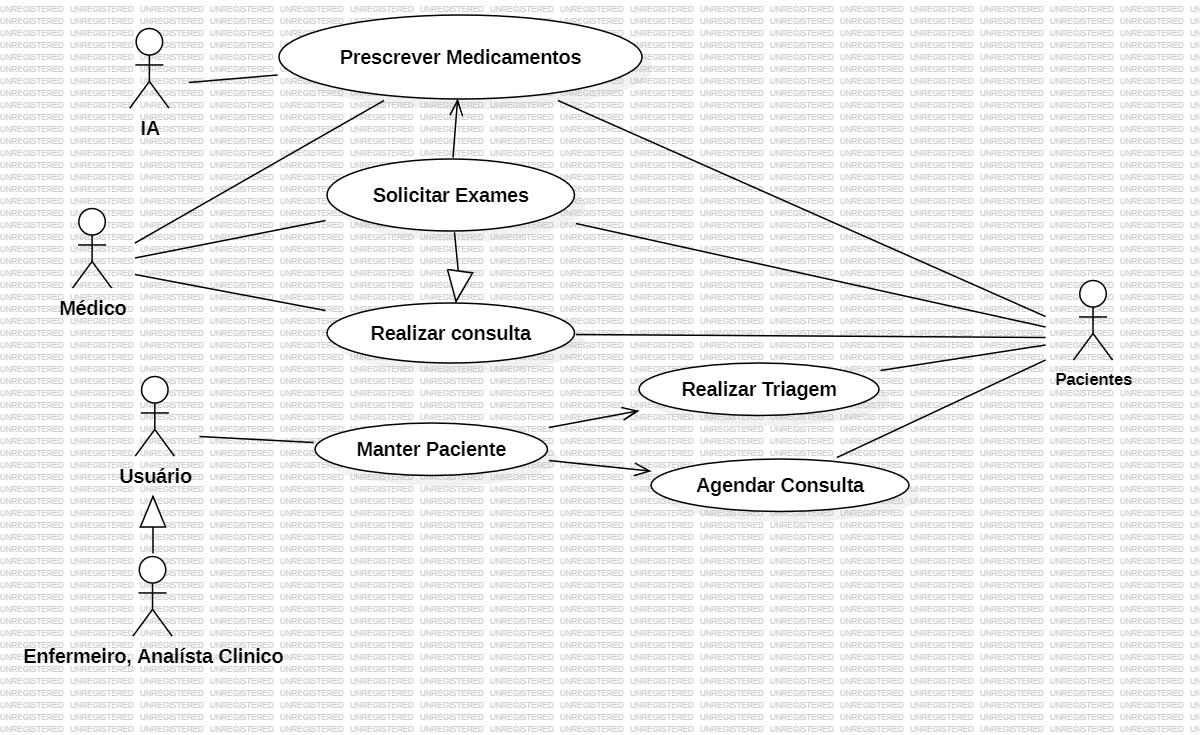 Prescrever Medicamentos
IA
Solicitar Exames
Médico
Realizar consulta
Pacientes
Realizar Triagem
Manter Paciente
Usuário
Agendar Consulta
Enfermeiro, Analísta Clinico
UNREGISTERED